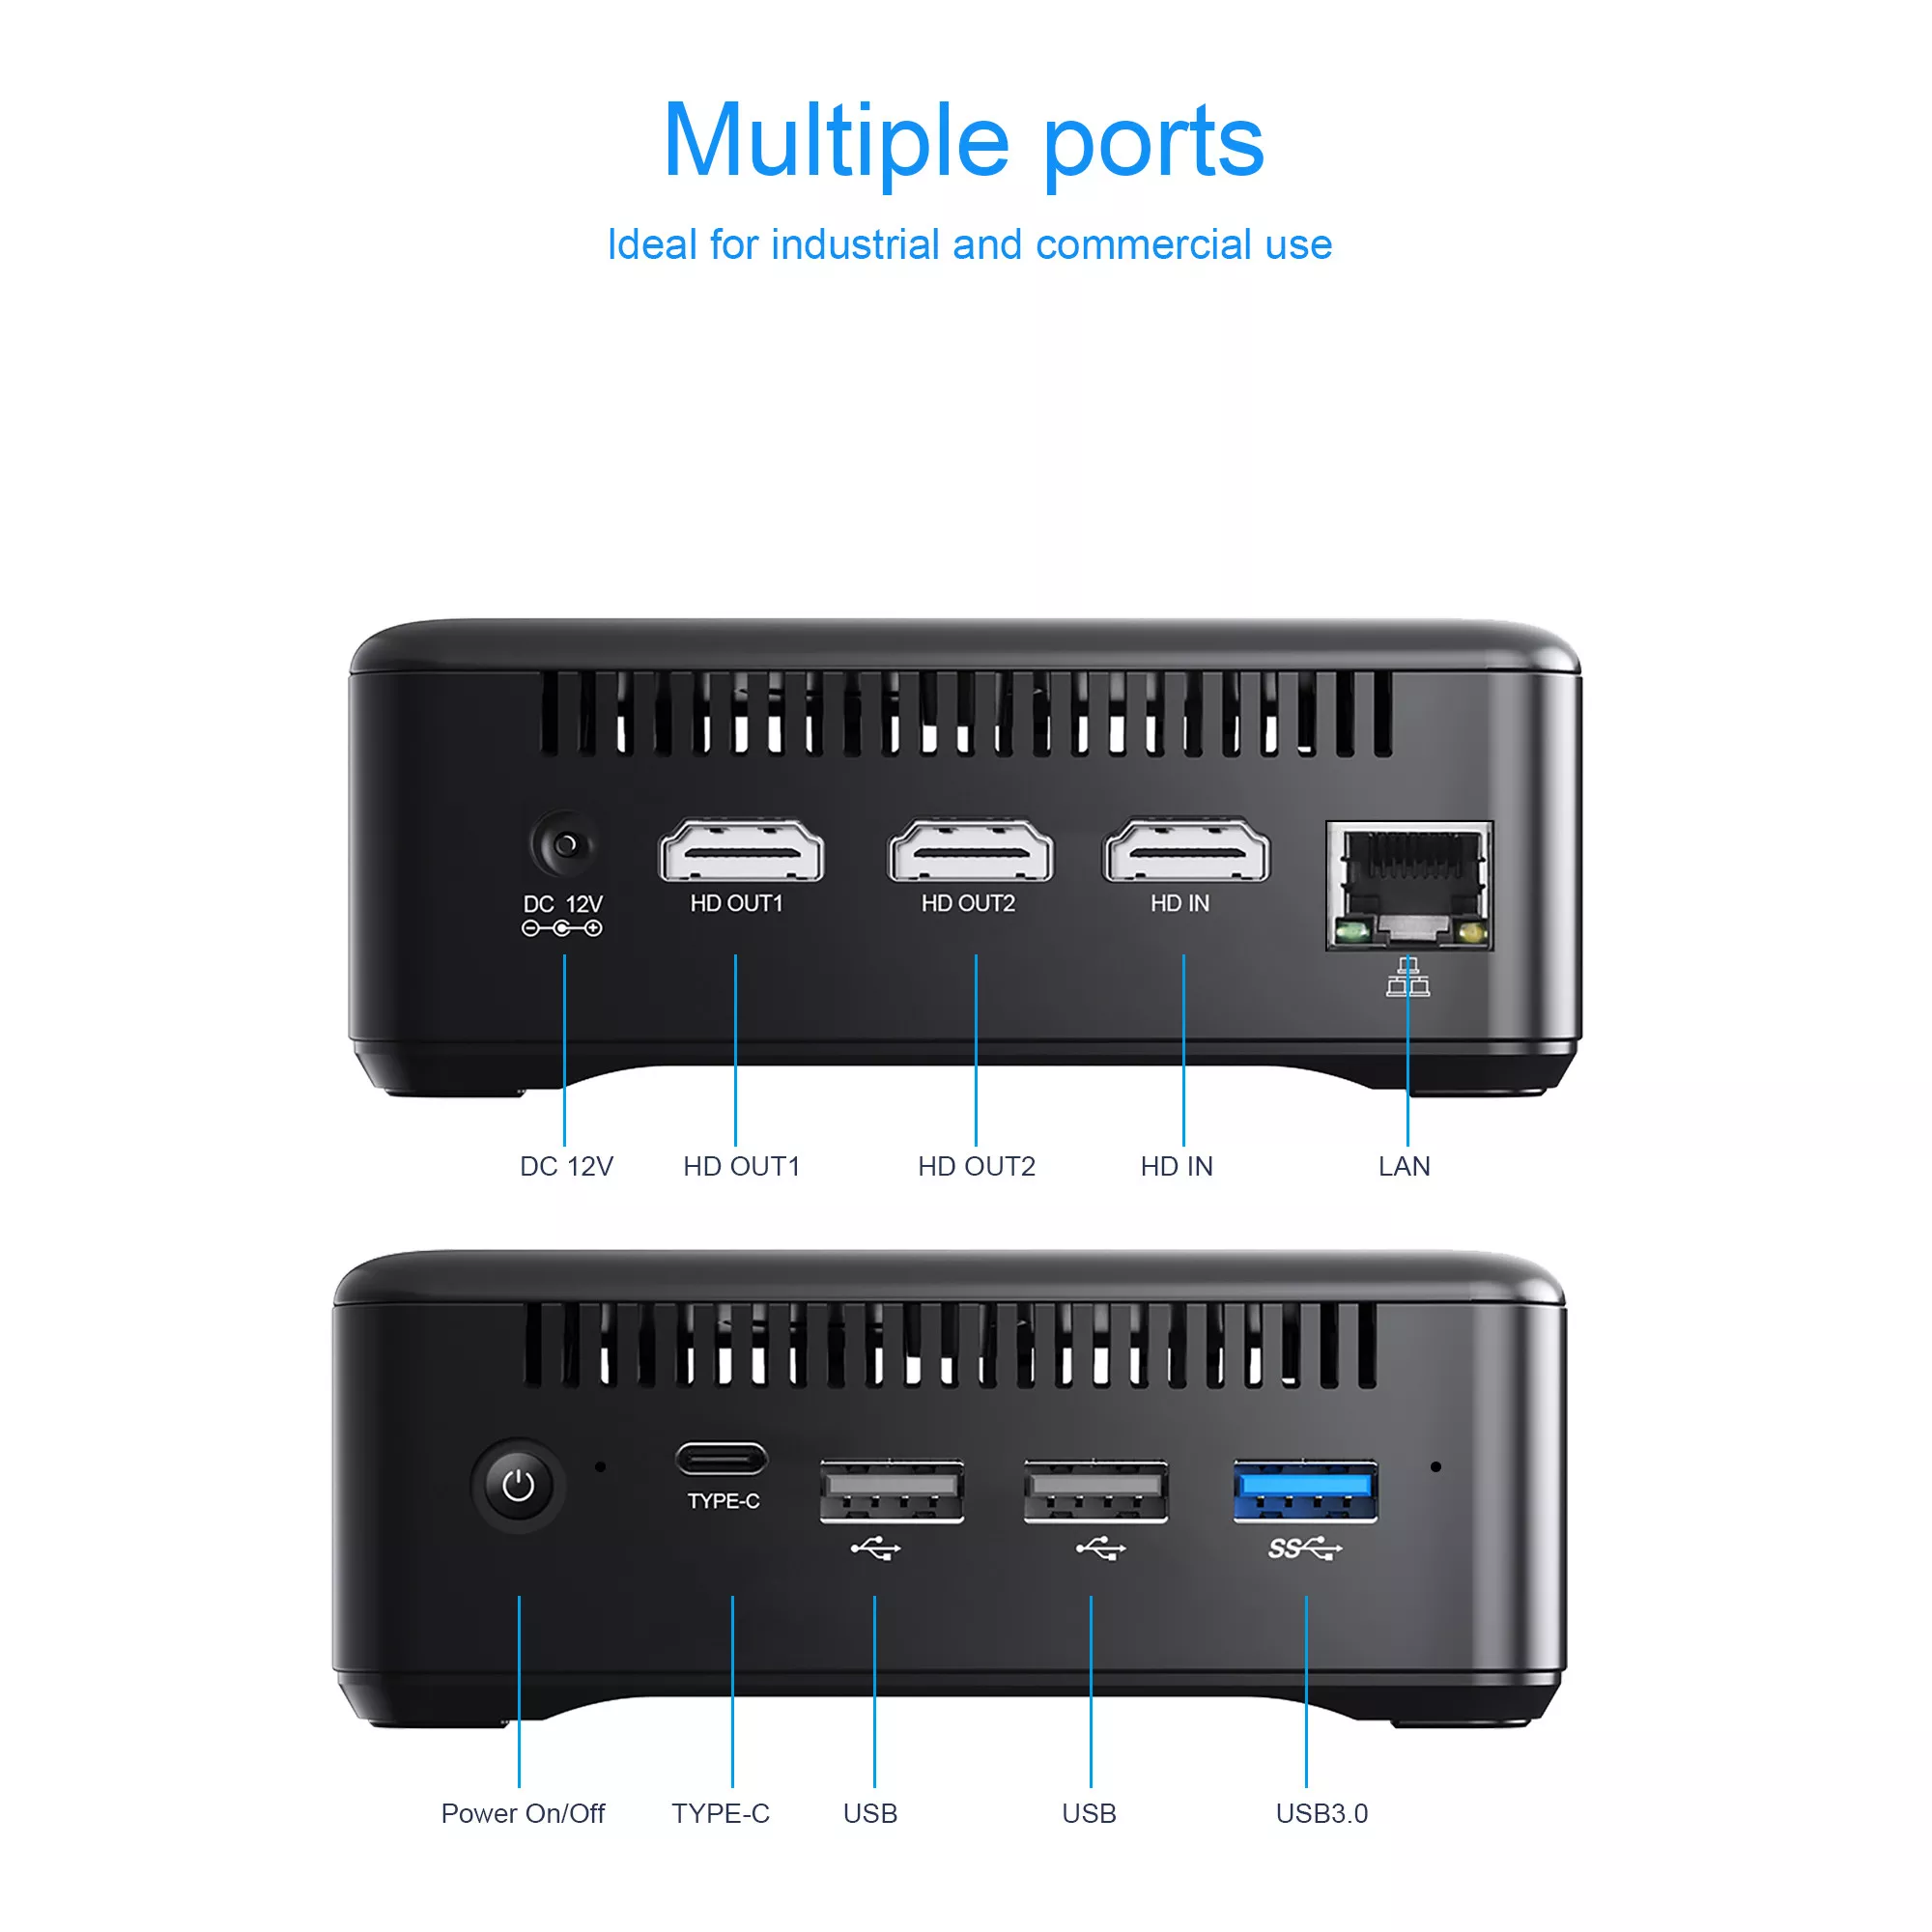 Multiple ports
Ideal for industrial and commercial use
DC 12V
HD OUT1
HD OUT2
HD IN
DC 12V
HD OUT1
HD OUT2
HD IN
LAN
TYPE-C
SS
Power On/Off
TYPE-C
USB
USB
USB3.0